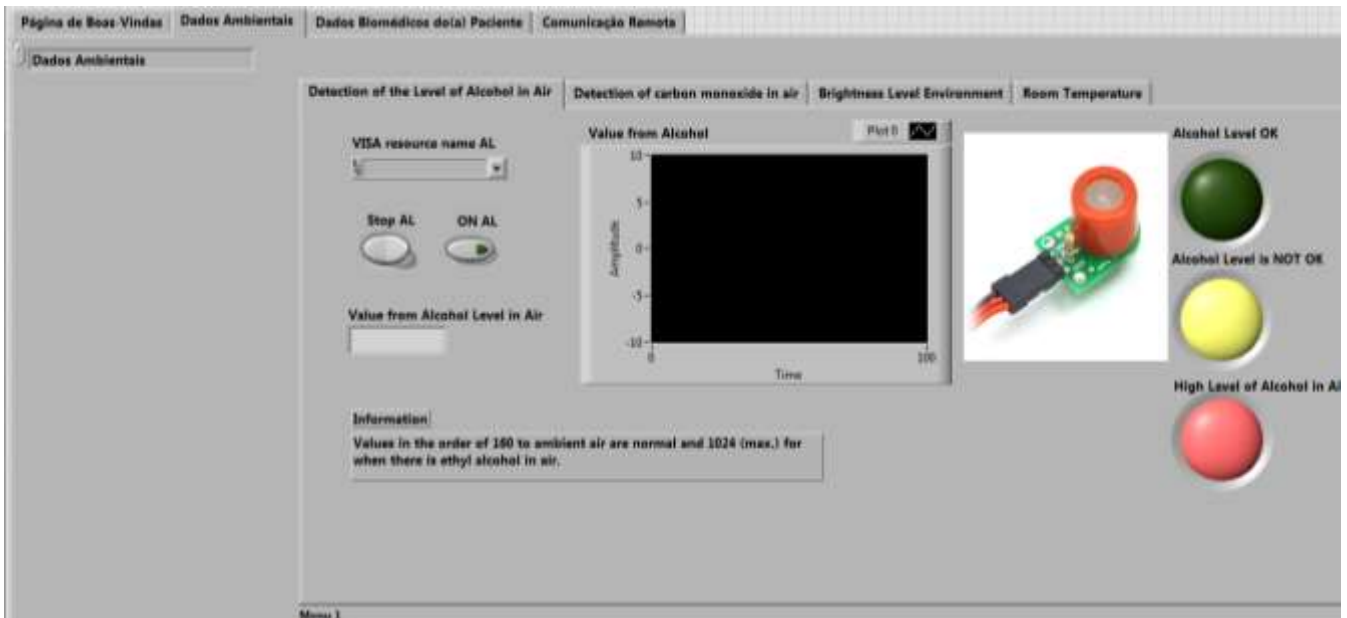 Página de Boas-Vindas
Dados Ambientais
Dados Biomédicos do(a) Paciente
Comunicação Remota
Dados Ambientais
Detection of the Level of Alcohol in Air
Detection of carbon monoxide in air
Brightness Level Environment
Room Temperature
VISA resource name AL
Stop AL
ON AL
Value from Alcohol Level in Air
Value from Alcohol
Plot 0
10
5
0
-5
-10
Amplitude
0
100
Time
Alcohol Level OK
Alcohol Level is NOT OK
High Level of Alcohol in Ai
Information
Values in the order of 160 to ambient air are normal and 1024 (max.) for
when there is ethyl alcohol in air.